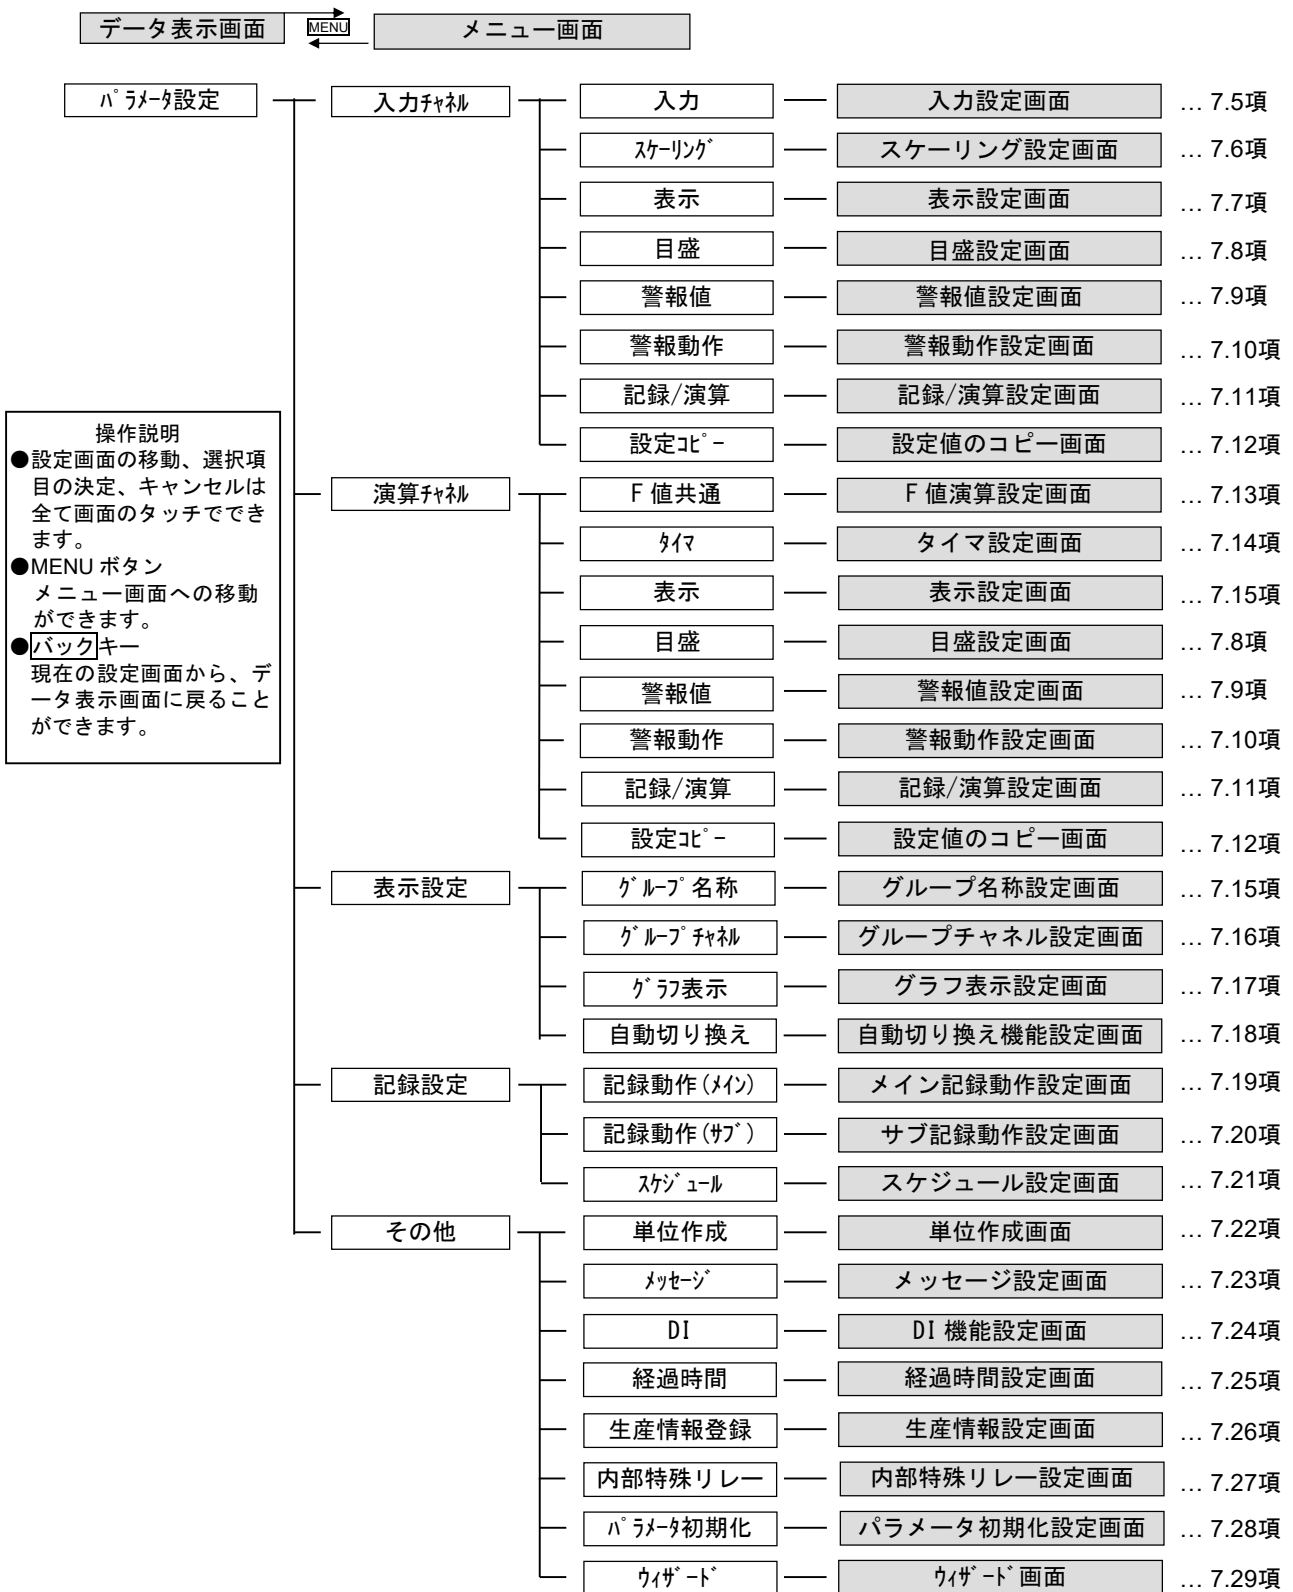 データ表示画面 MENU メニュー画面
ﾊﾟﾗﾒｰﾀ設定 入力ﾁｬﾈﾙ 入力 入力設定画面 … 7.5項
ｽｹｰﾘﾝｸﾞ スケーリング設定画面 … 7.6項
表示 表示設定画面 … 7.7項
目盛 目盛設定画面 … 7.8項
警報値 警報値設定画面 … 7.9項
警報動作 警報動作設定画面 … 7.10項
記録/演算 記録/演算設定画面 … 7.11項
設定ｺﾋﾟｰ 設定値のコピー画面 … 7.12項
操作説明
●設定画面の移動、選択項
目の決定、キャンセルは
全て画面のタッチででき
ます。
●MENU ボタン
メニュー画面への移動
ができます。
●バックキー
現在の設定画面から、デ
ータ表示画面に戻ること
ができます。
演算ﾁｬﾈﾙ F 値共通 F 値演算設定画面 … 7.13項
ﾀｲﾏ タイマ設定画面 … 7.14項
表示 表示設定画面 … 7.15項
目盛 目盛設定画面 … 7.8項
警報値 警報値設定画面 … 7.9項
警報動作 警報動作設定画面 … 7.10項
記録/演算 記録/演算設定画面 … 7.11項
設定ｺﾋﾟｰ 設定値のコピー画面 … 7.12項
表示設定 ｸﾞﾙｰﾌﾟ名称 グループ名称設定画面 … 7.15項
ｸﾞﾙｰﾌﾟﾁｬﾈﾙ グループチャネル設定画面 … 7.16項
ｸﾞﾗﾌ表示 グラフ表示設定画面 … 7.17項
自動切り換え 自動切り換え機能設定画面 … 7.18項
記録設定 記録動作(ﾒｲﾝ) メイン記録動作設定画面 … 7.19項
記録動作(ｻﾌﾞ) サブ記録動作設定画面 … 7.20項
ｽｹｼﾞｭｰﾙ スケジュール設定画面 … 7.21項
その他 単位作成 単位作成画面 … 7.22項
ﾒｯｾｰｼﾞ メッセージ設定画面 … 7.23項
DI DI 機能設定画面 … 7.24項
経過時間 経過時間設定画面 … 7.25項
生産情報登録 生産情報設定画面 … 7.26項
内部特殊リレー 内部特殊リレー設定画面 … 7.27項
ﾊﾟﾗﾒｰﾀ初期化 パラメータ初期化設定画面 … 7.28項
ｳｨｻﾞｰﾄﾞ ｳｨｻﾞｰﾄﾞ画面 … 7.29項